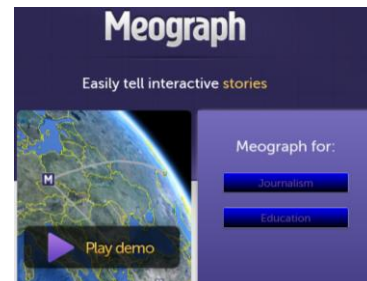 Meograph
Easily tell interactive stories
Meograph for:
Journalism
Education
M
Play demo